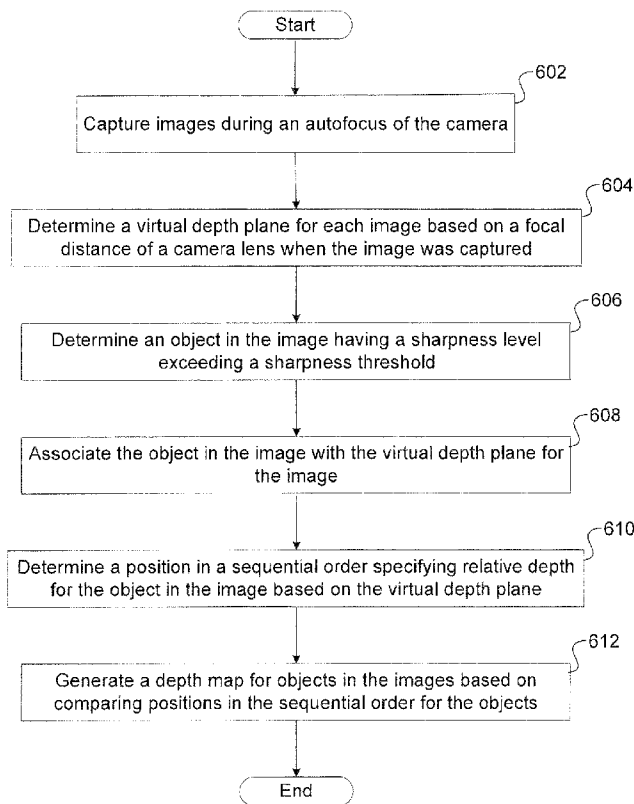 Start
602
Capture images during an autofocus of the camera
604
Determine a virtual depth plane for each image based on a focal
distance of a camera lens when the image was captured
606
Determine an object in the image having a sharpness level
exceeding a sharpness threshold
608
Associate the object in the image with the virtual depth plane for
the image
610
Determine a position in a sequential order specifying relative depth
for the object in the image based on the virtual depth plane
612
Generate a depth map for objects in the images based on
comparing positions in the sequential order for the objects
End